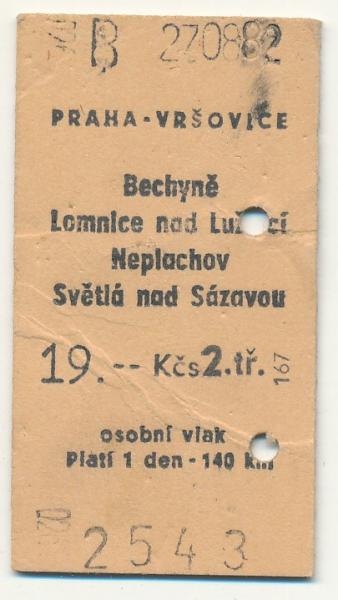 B 270882
PRAHA-VRŠOVICE
Bechyně
Lomnice nad Lužnicí
Neplachov
Světlá nad Sázavou
19.-- Kčs 2. tř. 167
osobní vlak
Platí 1 den - 140 km
2543